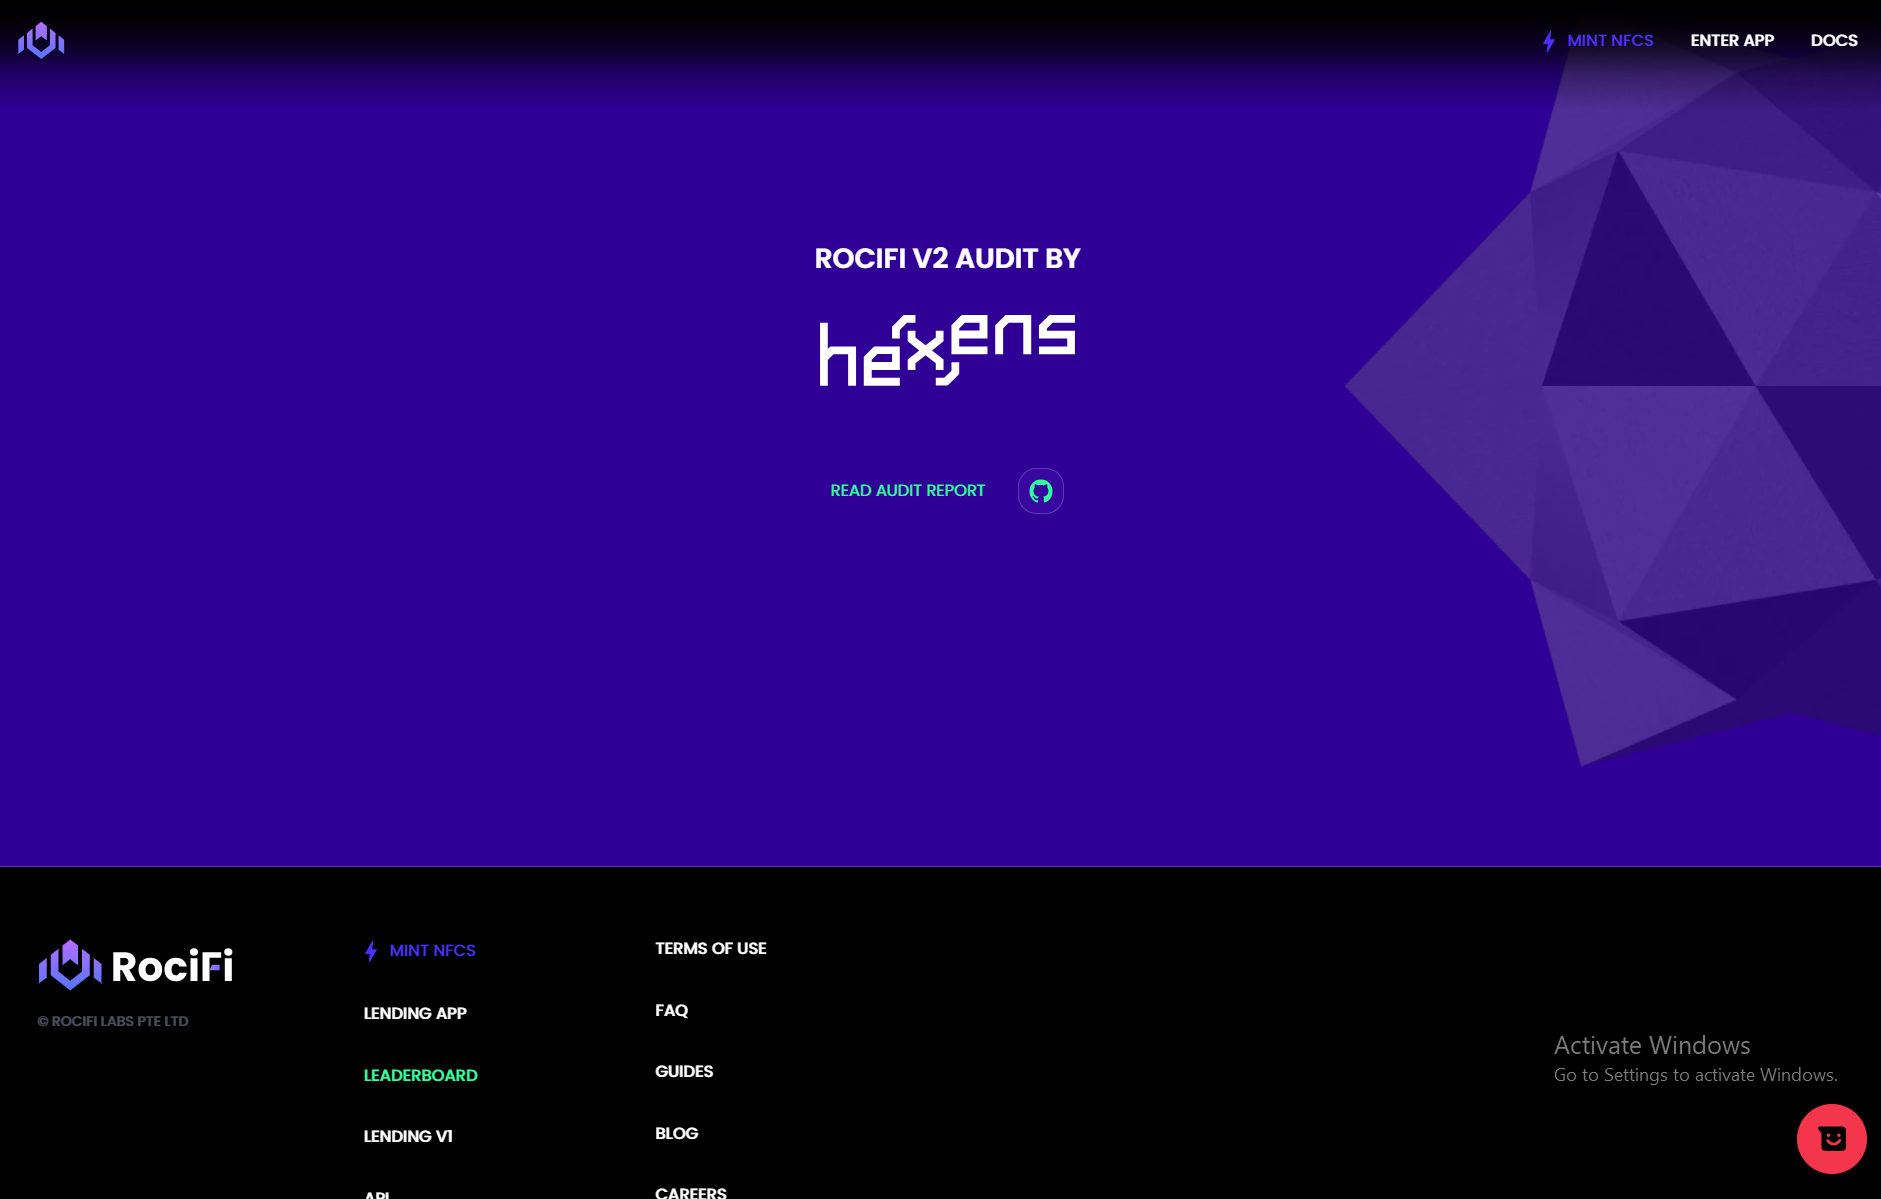 MINT NFCS
ENTER APP
DOCS
ROCIFI V2 AUDIT BY
hexens
READ AUDIT REPORT
RociFi
© ROCIFI LABS PTE LTD
MINT NFCS
LENDING APP
LEADERBOARD
LENDING V1
API
TERMS OF USE
FAQ
GUIDES
BLOG
CAREERS
Activate Windows
Go to Settings to activate Windows.